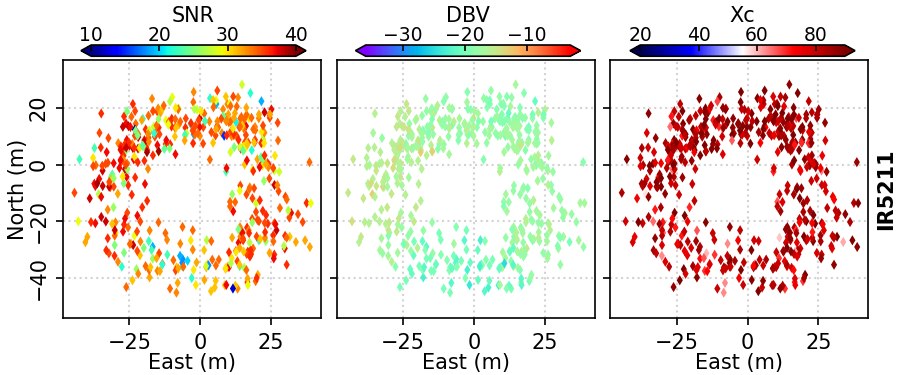 SNR DBV Xc
10 20 30 40 −30 −20 −10 20 40 60 80
20
0
−20
−40
North (m)
IR5211
−25 0 25 −25 0 25 −25 0 25
East (m) East (m) East (m)